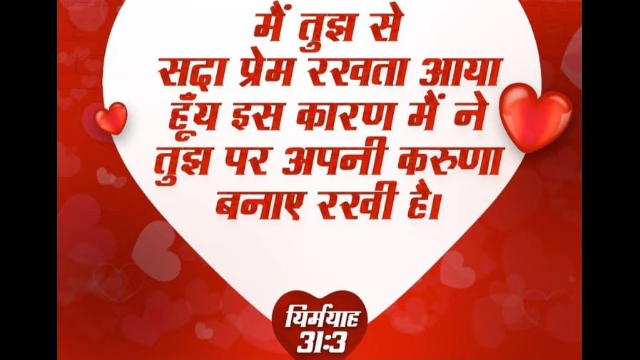 मैं तुझ से
सदा प्रेम रखता आया
हूँय इस कारण मैं ने
तुझ पर अपनी करुणा
बनाए रखी है।
यिर्मयाह
31:3